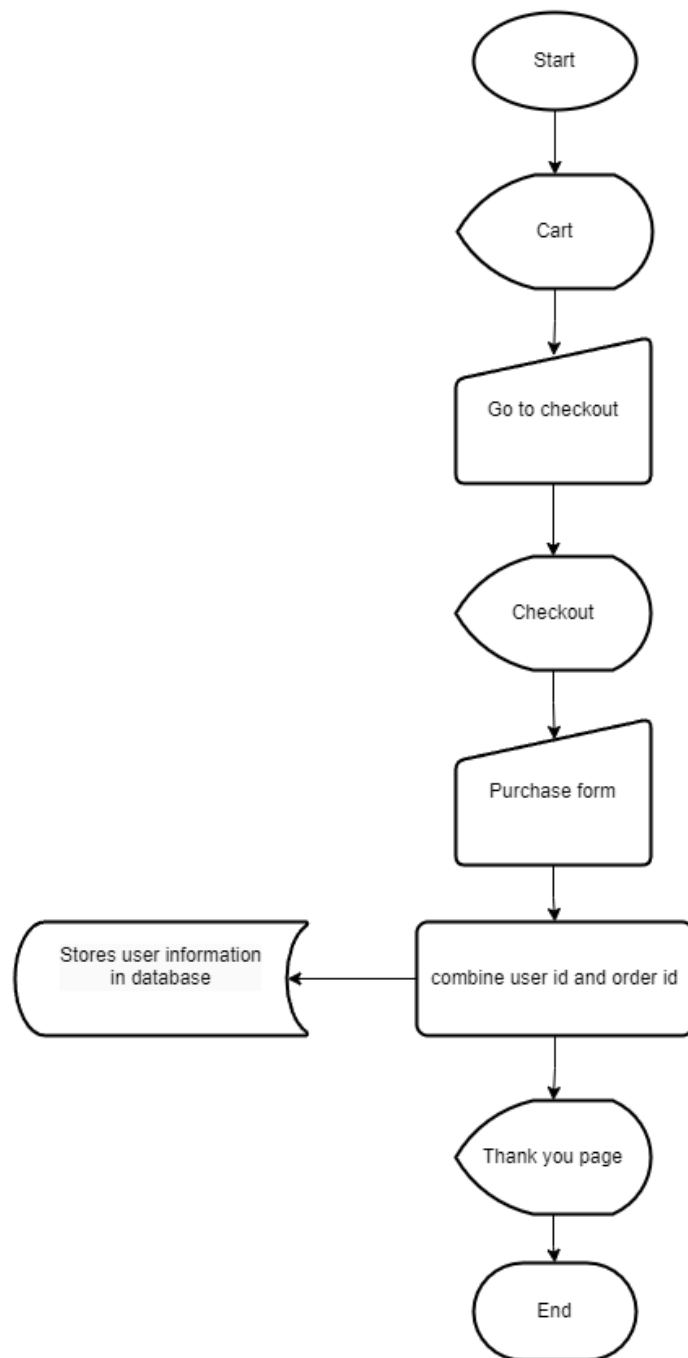 Start
Cart
Go to checkout
Checkout
Purchase form
Stores user information
in database
combine user id and order id
Thank you page
End